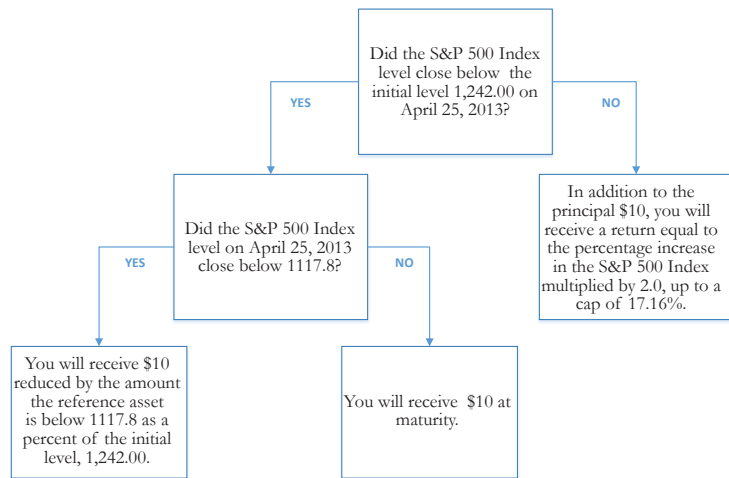 Did the S&P 500 Index
level close below the
initial level 1,242.00 on
April 25, 2013?
YES
NO
Did the S&P 500 Index
level on April 25, 2013
close below 1117.8?
In addition to the
principal $10, you will
receive a return equal to
the percentage increase
in the S&P 500 Index
multiplied by 2.0, up to a
cap of 17.16%.
YES
NO
You will receive $10
reduced by the amount
the reference asset
is below 1117.8 as a
percent of the initial
level, 1,242.00.
You will receive $10 at
maturity.